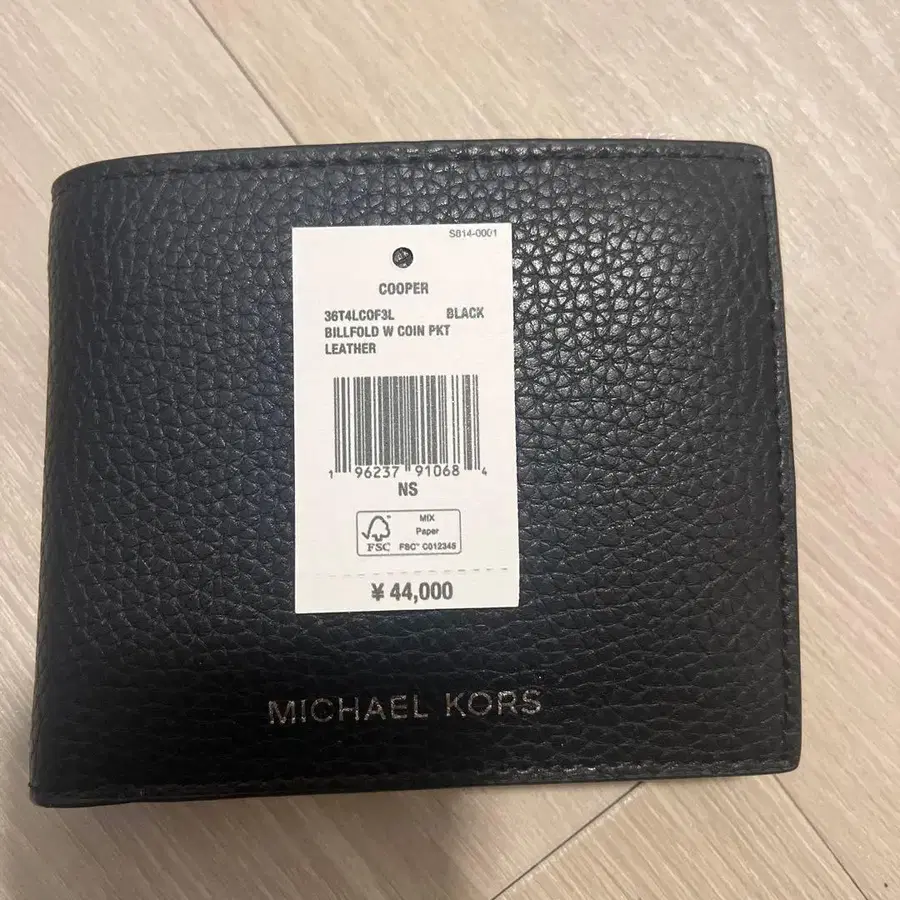 S814-0001
COOPER
36T4LCOF3L BLACK
BILLFOLD W COIN PKT
LEATHER
1 96237 91068 4
NS
FSC
MIX
Paper
FSC™ C012345
¥ 44,000
MICHAEL KORS